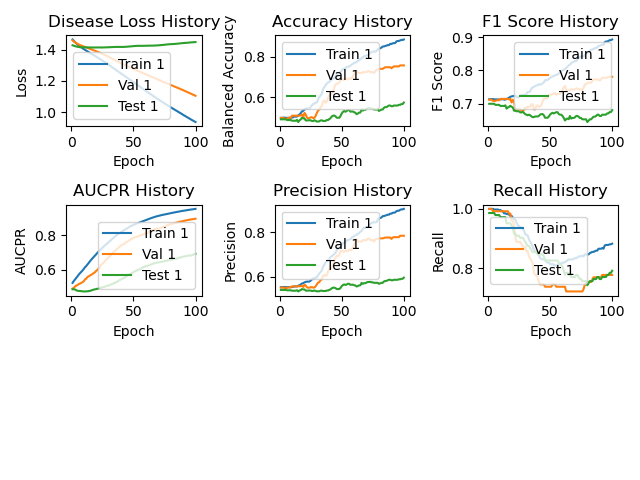 Disease Loss History
Loss
1.4
1.2
1.0
Train 1
Val 1
Test 1
0
50
100
Epoch
Accuracy History
Balanced Accuracy
0.8
0.6
Train 1
Val 1
Test 1
0
50
100
Epoch
F1 Score History
F1 Score
0.9
0.8
0.7
Train 1
Val 1
Test 1
0
50
100
Epoch
AUCPR History
AUCPR
0.8
0.6
Train 1
Val 1
Test 1
0
50
100
Epoch
Precision History
Precision
0.8
0.6
Train 1
Val 1
Test 1
0
50
100
Epoch
Recall History
Recall
1.0
0.8
Train 1
Val 1
Test 1
0
50
100
Epoch